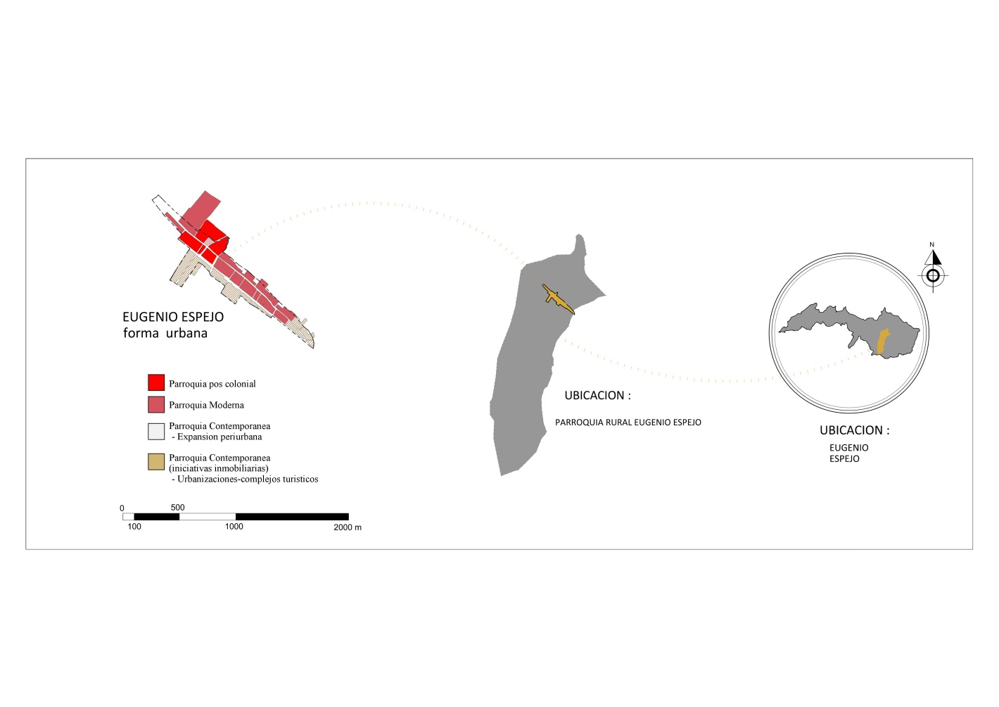 EUGENIO ESPEJO
forma urbana
Parroquia pos colonial
Parroquia Moderna
Parroquia Contemporanea
- Expansion periurbana
Parroquia Contemporanea
(iniciativas inmobiliarias)
- Urbanizaciones-complejos turisticos
0 500
100 1000 2000 m
UBICACION :
PARROQUIA RURAL EUGENIO ESPEJO
N
UBICACION :
EUGENIO
ESPEJO